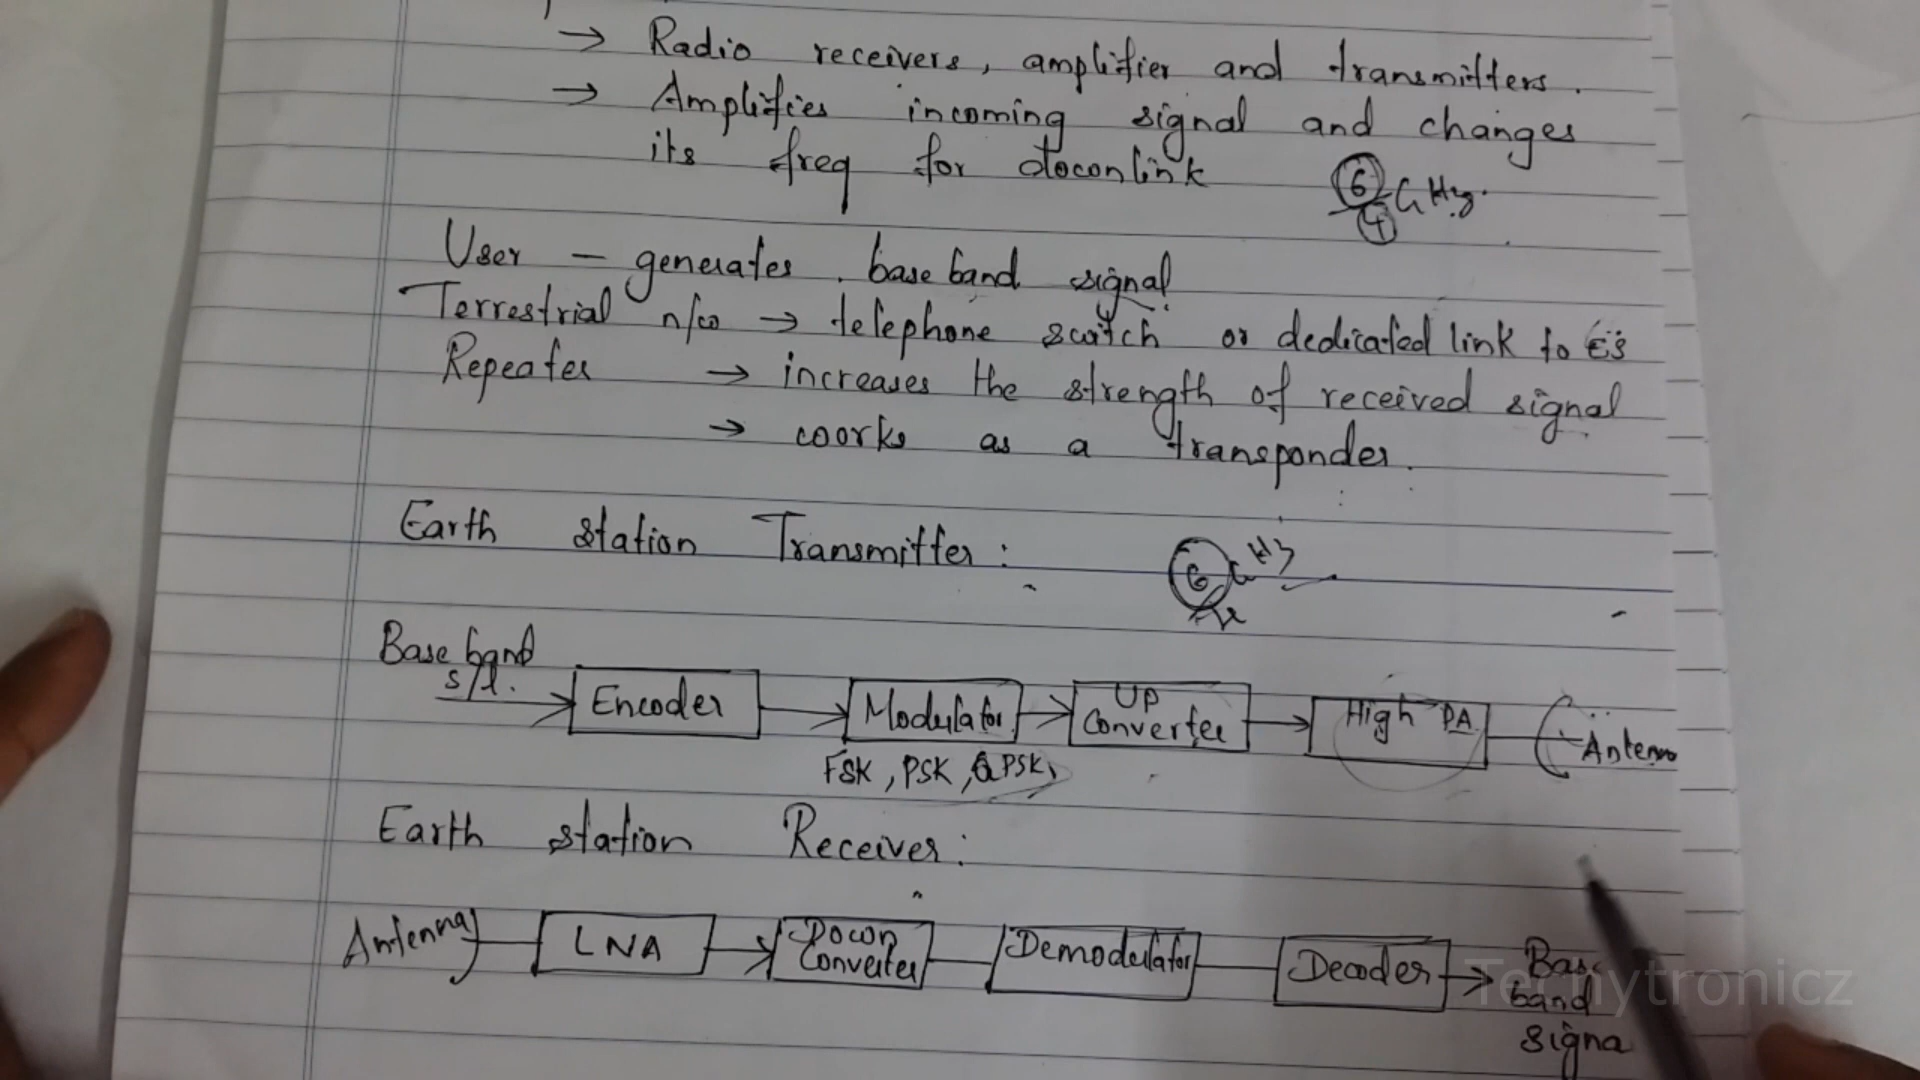 → Radio receivers, amplifier and transmitters.
→ Amplifies incoming signal and changes
its freq for downlink 6/4 GHz.
User - generates base band signal
Terrestrial n/w → telephone switch or dedicated link to ES
Repeater → increases the strength of received signal
→ works as a transponder.
Earth station Transmitter:
6 GHz
Base band
s/l.
Encoder
Modulator
UP
Converter
High PA
Antenna
FSK, PSK, QPSK,
Earth station Receiver:
Antenna
LNA
Down
Converter
Demodulator
Decoder
Base
band
signa
Techytronicz